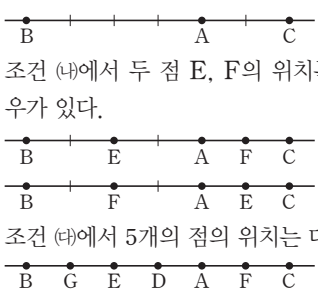 B A C
조건 ㈏에서 두 점 E, F의 위치
우가 있다.
B E A F C
B F A E C
조건 ㈐에서 5개의 점의 위치는
B G E D A F C